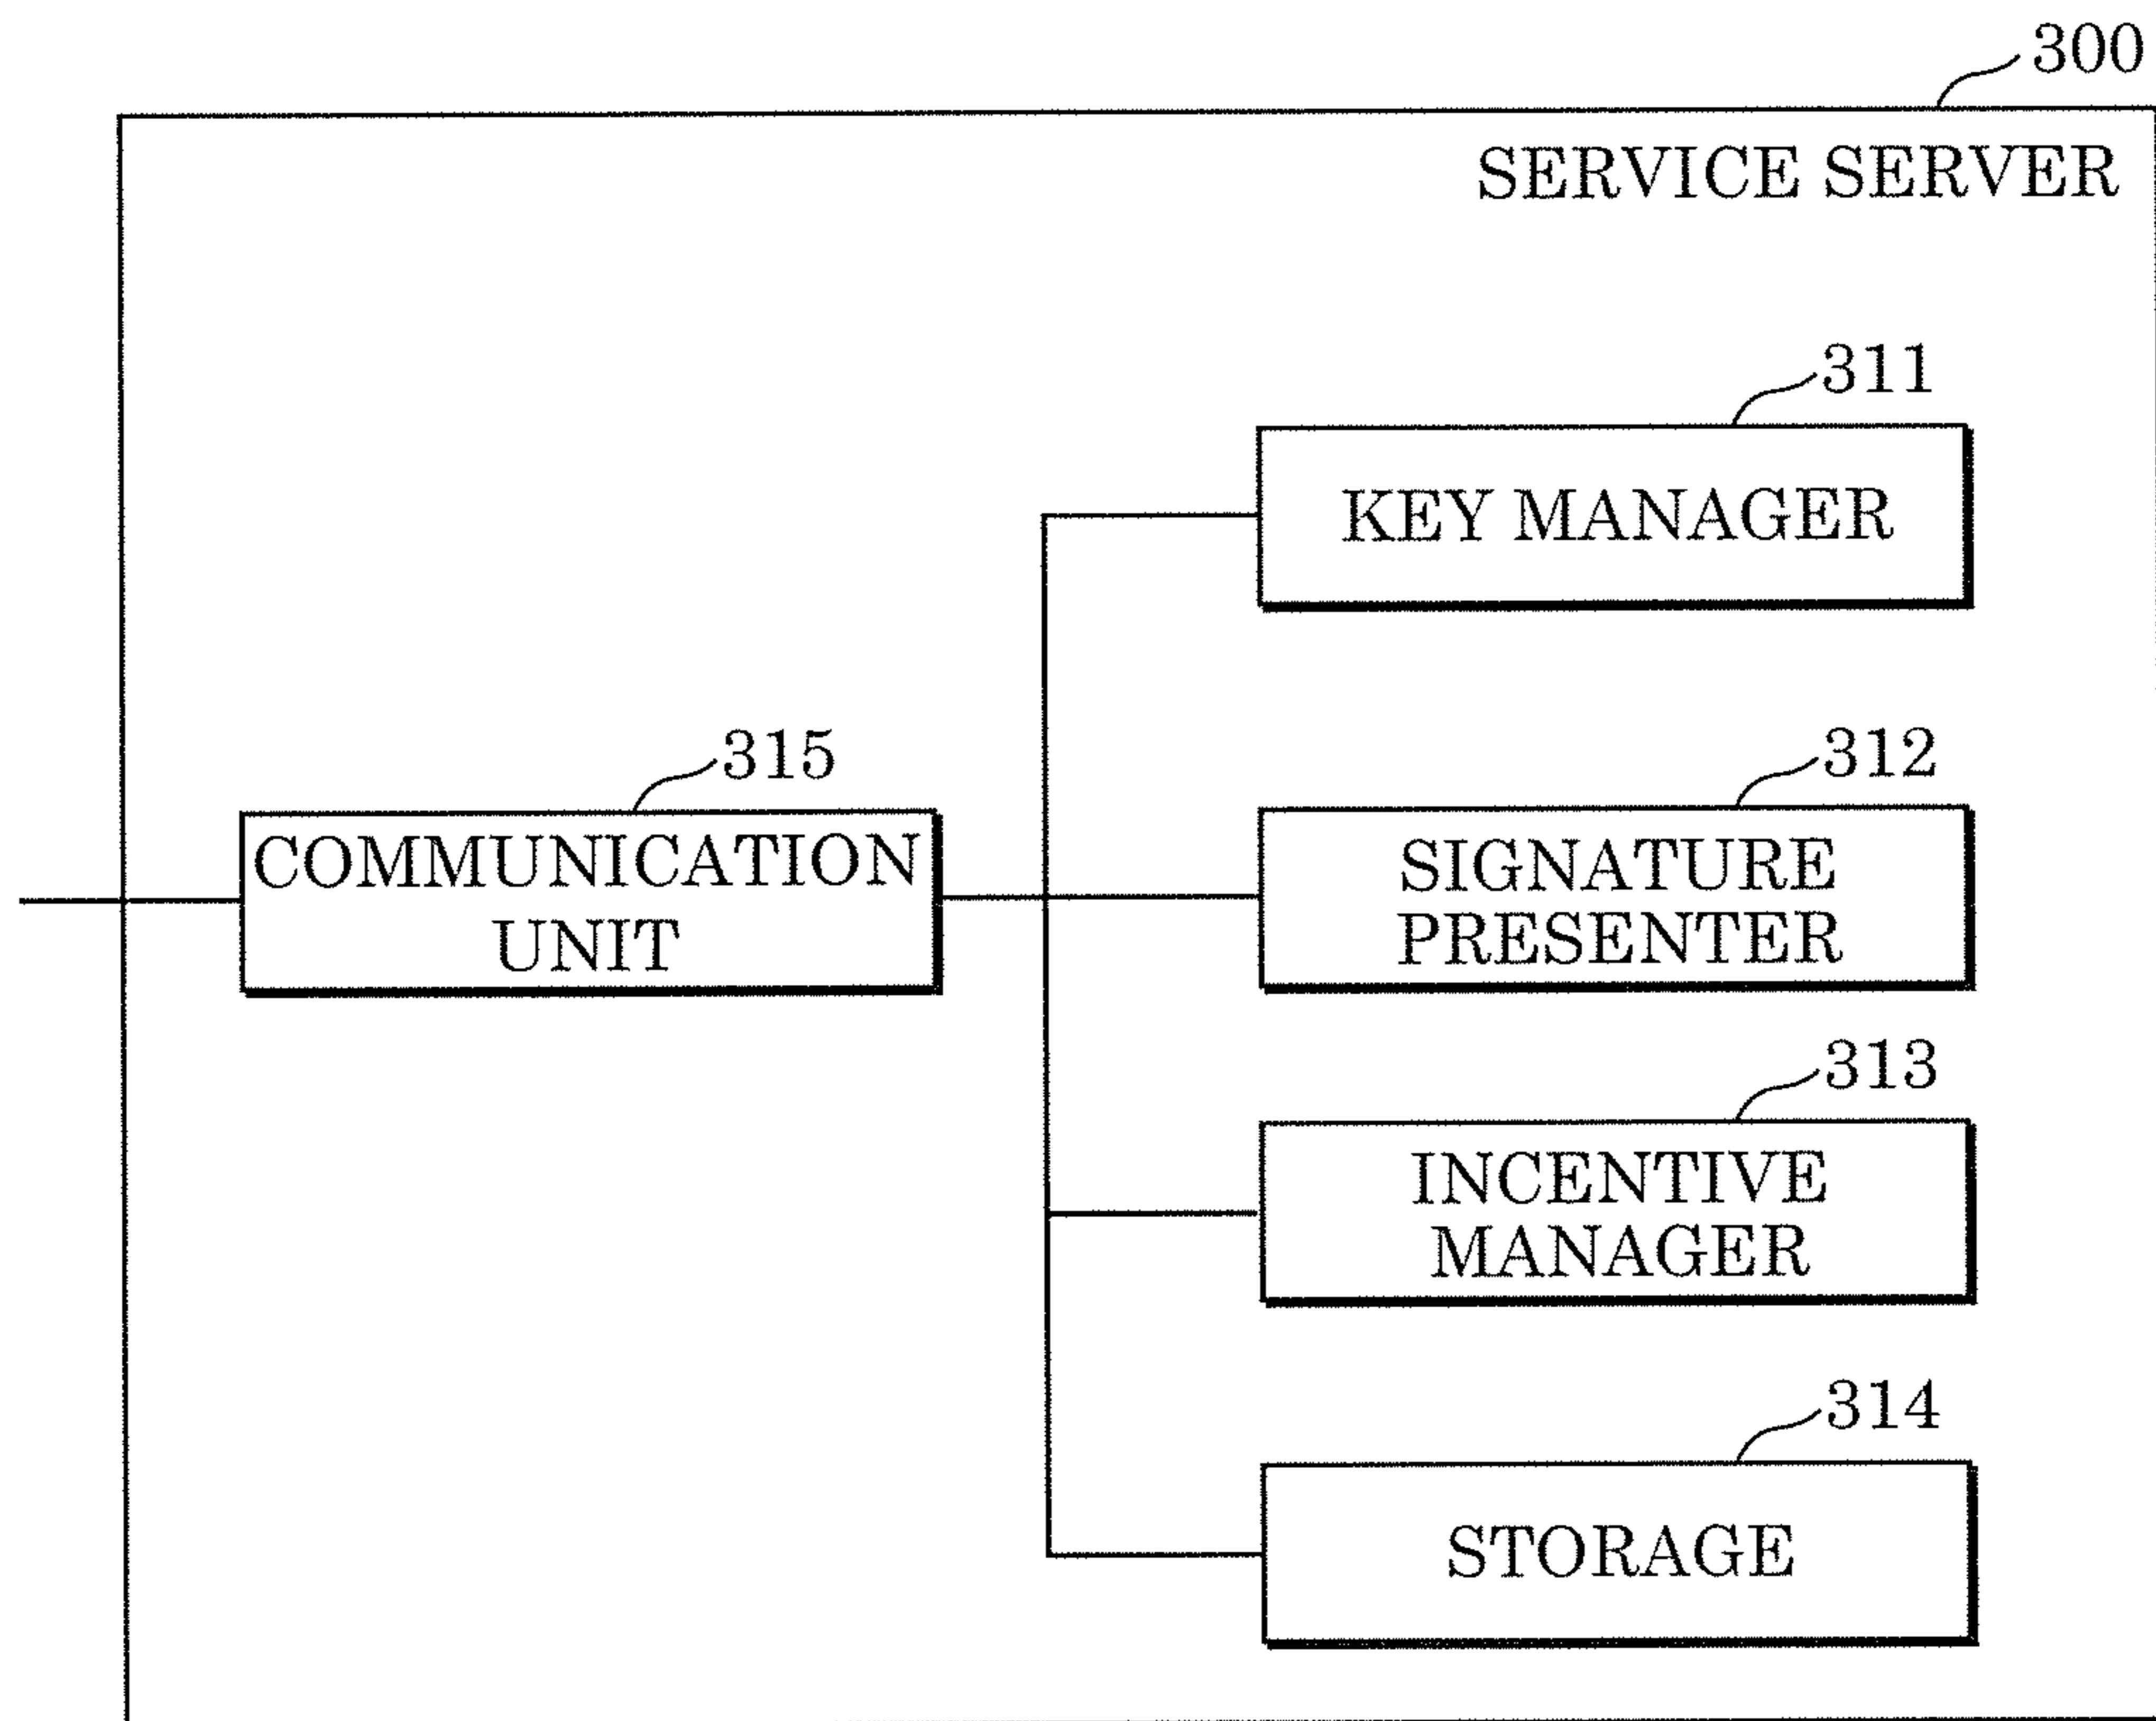 300
SERVICE SERVER
311
KEY MANAGER
315
COMMUNICATION
UNIT
312
SIGNATURE
PRESENTER
313
INCENTIVE
MANAGER
314
STORAGE